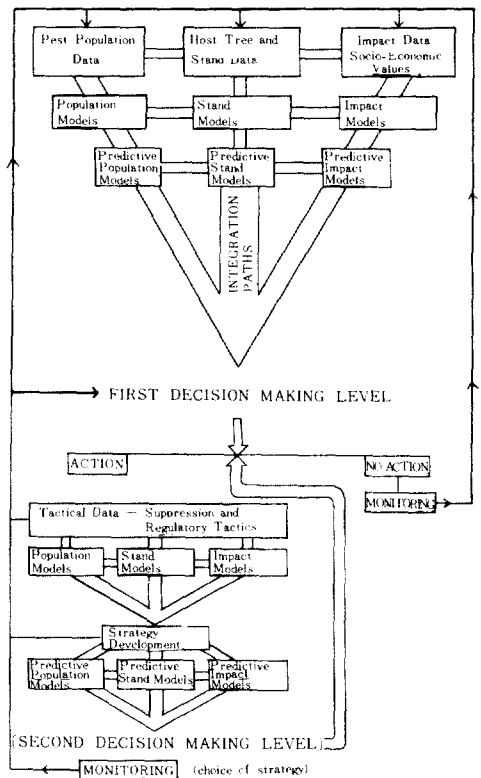 Pest Population
Data
Host Tree and
Stand Data
Impact Data
Socio-Economic
Values
Population
Models
Stand
Models
Impact
Models
Predictive
Population
Models
Predictive
Stand Models
Predictive
Impact
Models
INTEGRATION
PATHS
FIRST DECISION MAKING LEVEL
ACTION
NO ACTION
MONITORING
Tactical Data — Suppression and
Regulatory Tactics
Population
Models
Stand
Models
Impact
Models
Strategy
Development
Predictive
Population
Models
Predictive
Stand Models
Predictive
Impact
Models
(SECOND DECISION MAKING LEVEL)
MONITORING (choice of strategy)